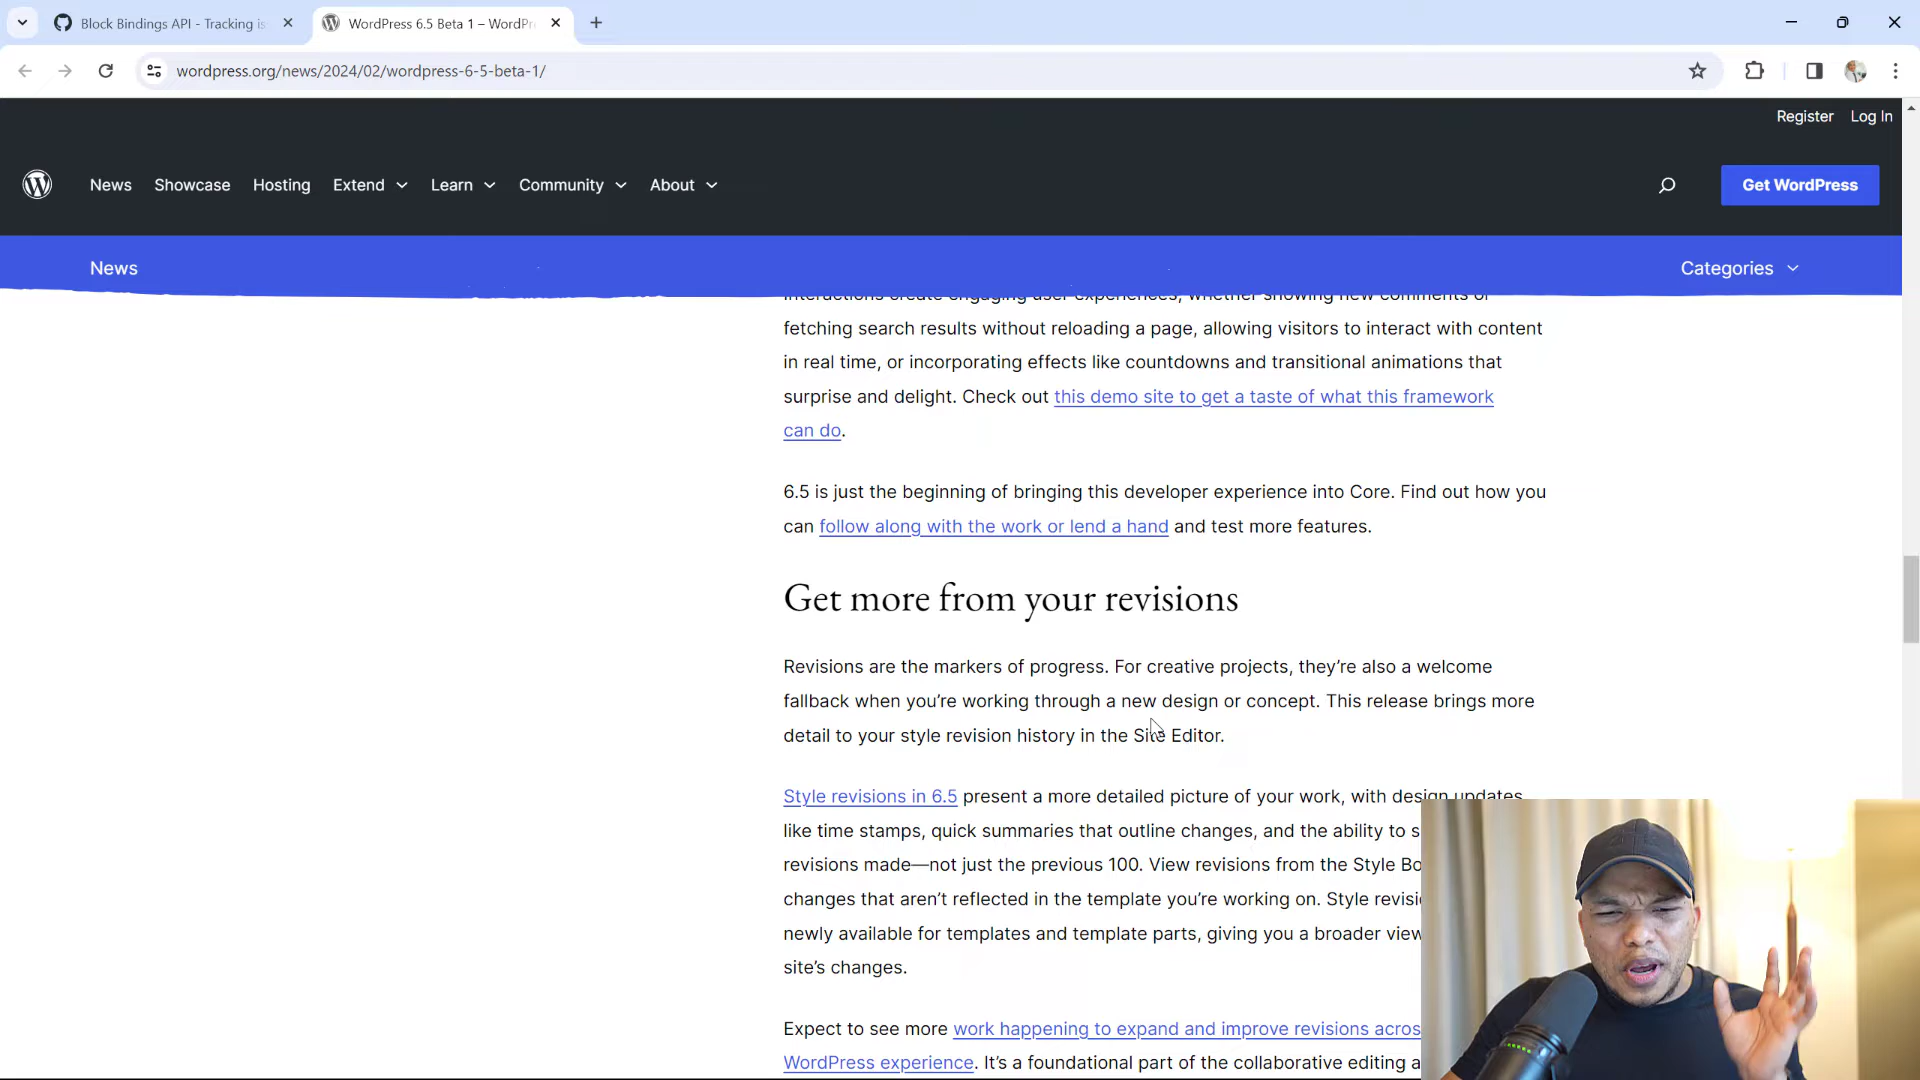 Block Bindings API - Tracking is
WordPress 6.5 Beta 1 – WordPr
wordpress.org/news/2024/02/wordpress-6-5-beta-1/
Register Log In
News Showcase Hosting Extend Learn Community About
Get WordPress
News
Categories
interactions create engaging user experiences, whether showing new comments or
fetching search results without reloading a page, allowing visitors to interact with content
in real time, or incorporating effects like countdowns and transitional animations that
surprise and delight. Check out this demo site to get a taste of what this framework
can do.
6.5 is just the beginning of bringing this developer experience into Core. Find out how you
can follow along with the work or lend a hand and test more features.
Get more from your revisions
Revisions are the markers of progress. For creative projects, they’re also a welcome
fallback when you’re working through a new design or concept. This release brings more
detail to your style revision history in the Site Editor.
Style revisions in 6.5 present a more detailed picture of your work, with design updates
like time stamps, quick summaries that outline changes, and the ability to s
revisions made—not just the previous 100. View revisions from the Style Bo
changes that aren’t reflected in the template you’re working on. Style revisi
newly available for templates and template parts, giving you a broader view
site’s changes.
Expect to see more work happening to expand and improve revisions acros
WordPress experience. It’s a foundational part of the collaborative editing a